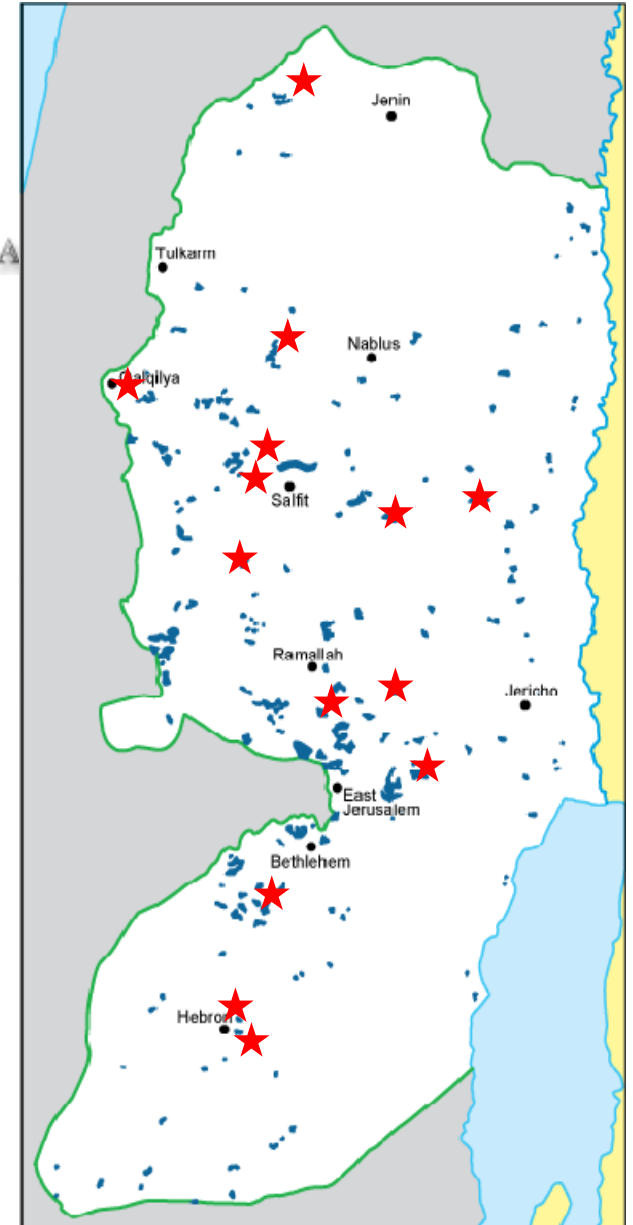 Jenin
A
Tulkarm
Nablus
Qalqilya
Salfit
Ramallah
Jericho
East
Jerusalem
Bethlehem
Hebron